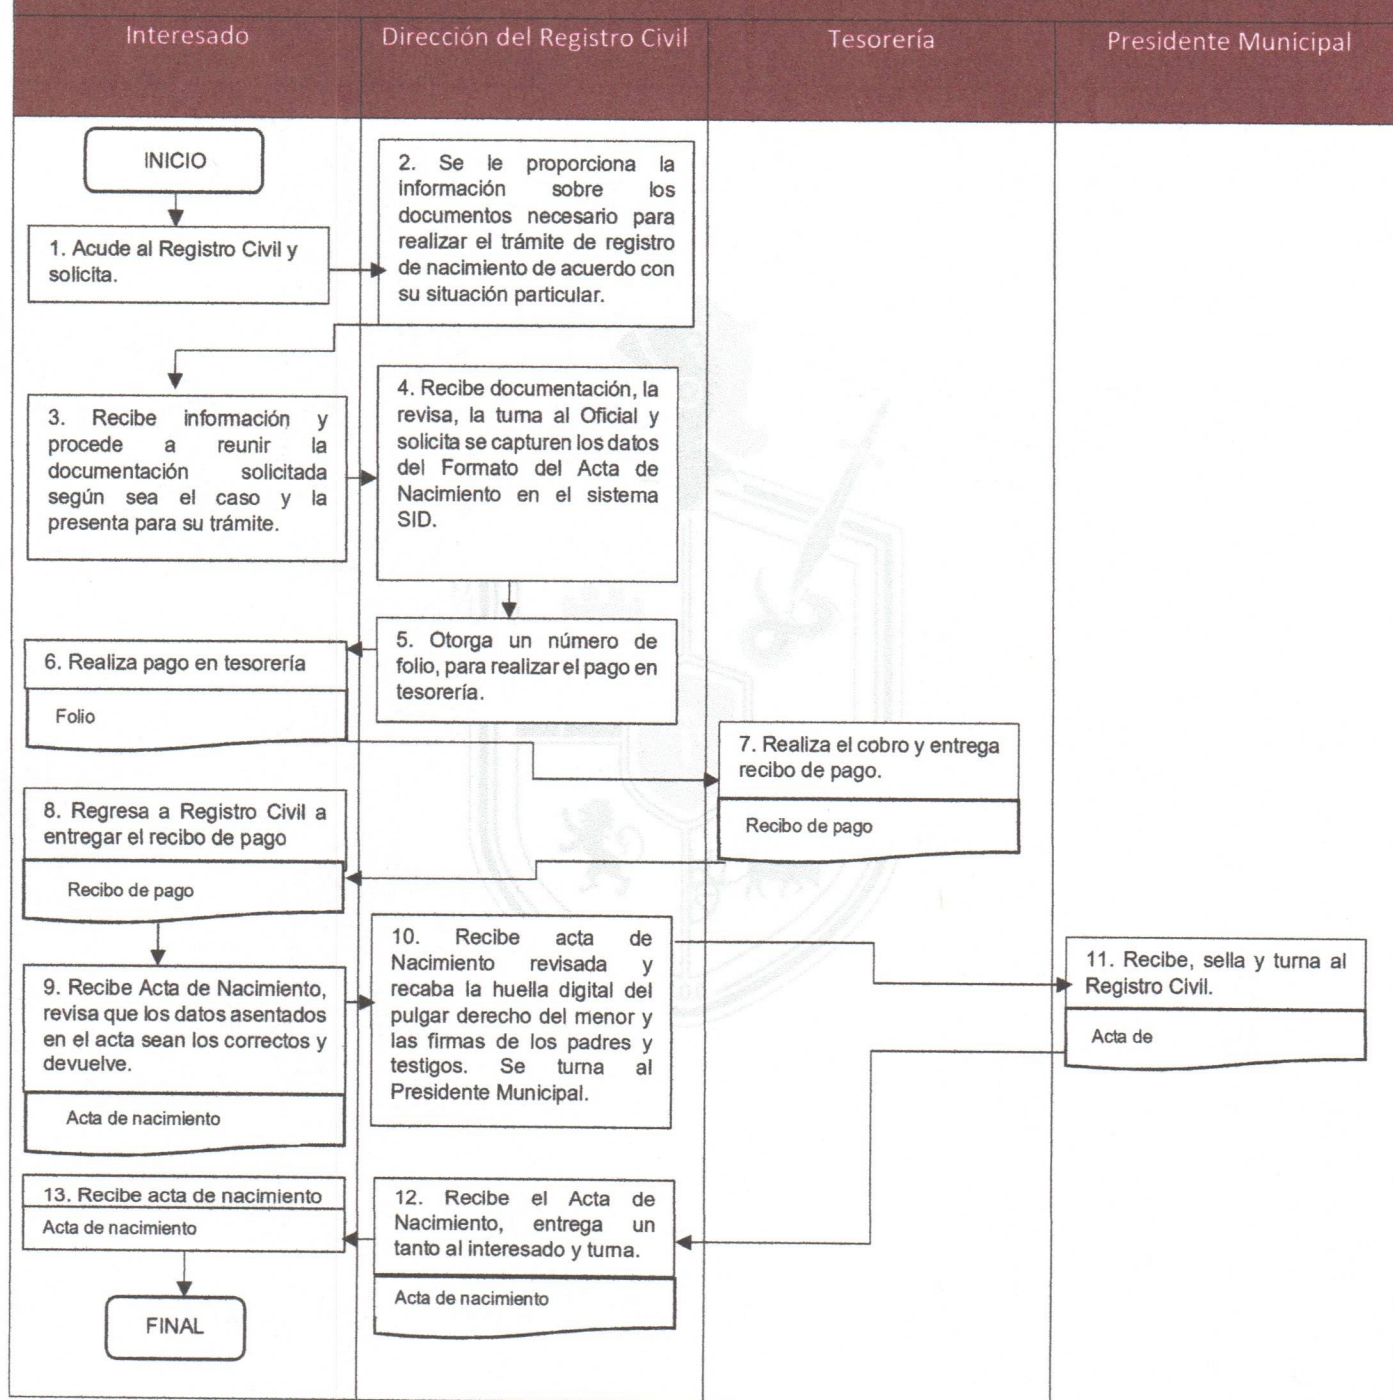 Interesado
Dirección del Registro Civil
Tesorería
Presidente Municipal
INICIO
1. Acude al Registro Civil y
solicita.
2. Se le proporciona la
información sobre los
documentos necesario para
realizar el trámite de registro
de nacimiento de acuerdo con
su situación particular.
3. Recibe información y
procede a reunir la
documentación solicitada
según sea el caso y la
presenta para su trámite.
4. Recibe documentación, la
revisa, la turna al Oficial y
solicita se capturen los datos
del Formato del Acta de
Nacimiento en el sistema
SID.
5. Otorga un número de
folio, para realizar el pago en
tesorería.
6. Realiza pago en tesorería
Folio
7. Realiza el cobro y entrega
recibo de pago.
Recibo de pago
8. Regresa a Registro Civil a
entregar el recibo de pago
Recibo de pago
9. Recibe Acta de Nacimiento,
revisa que los datos asentados
en el acta sean los correctos y
devuelve.
Acta de nacimiento
10. Recibe acta de
Nacimiento revisada y
recaba la huella digital del
pulgar derecho del menor y
las firmas de los padres y
testigos. Se turna al
Presidente Municipal.
11. Recibe, sella y turna al
Registro Civil.
Acta de
12. Recibe el Acta de
Nacimiento, entrega un
tanto al interesado y turna.
Acta de nacimiento
13. Recibe acta de nacimiento
Acta de nacimiento
FINAL